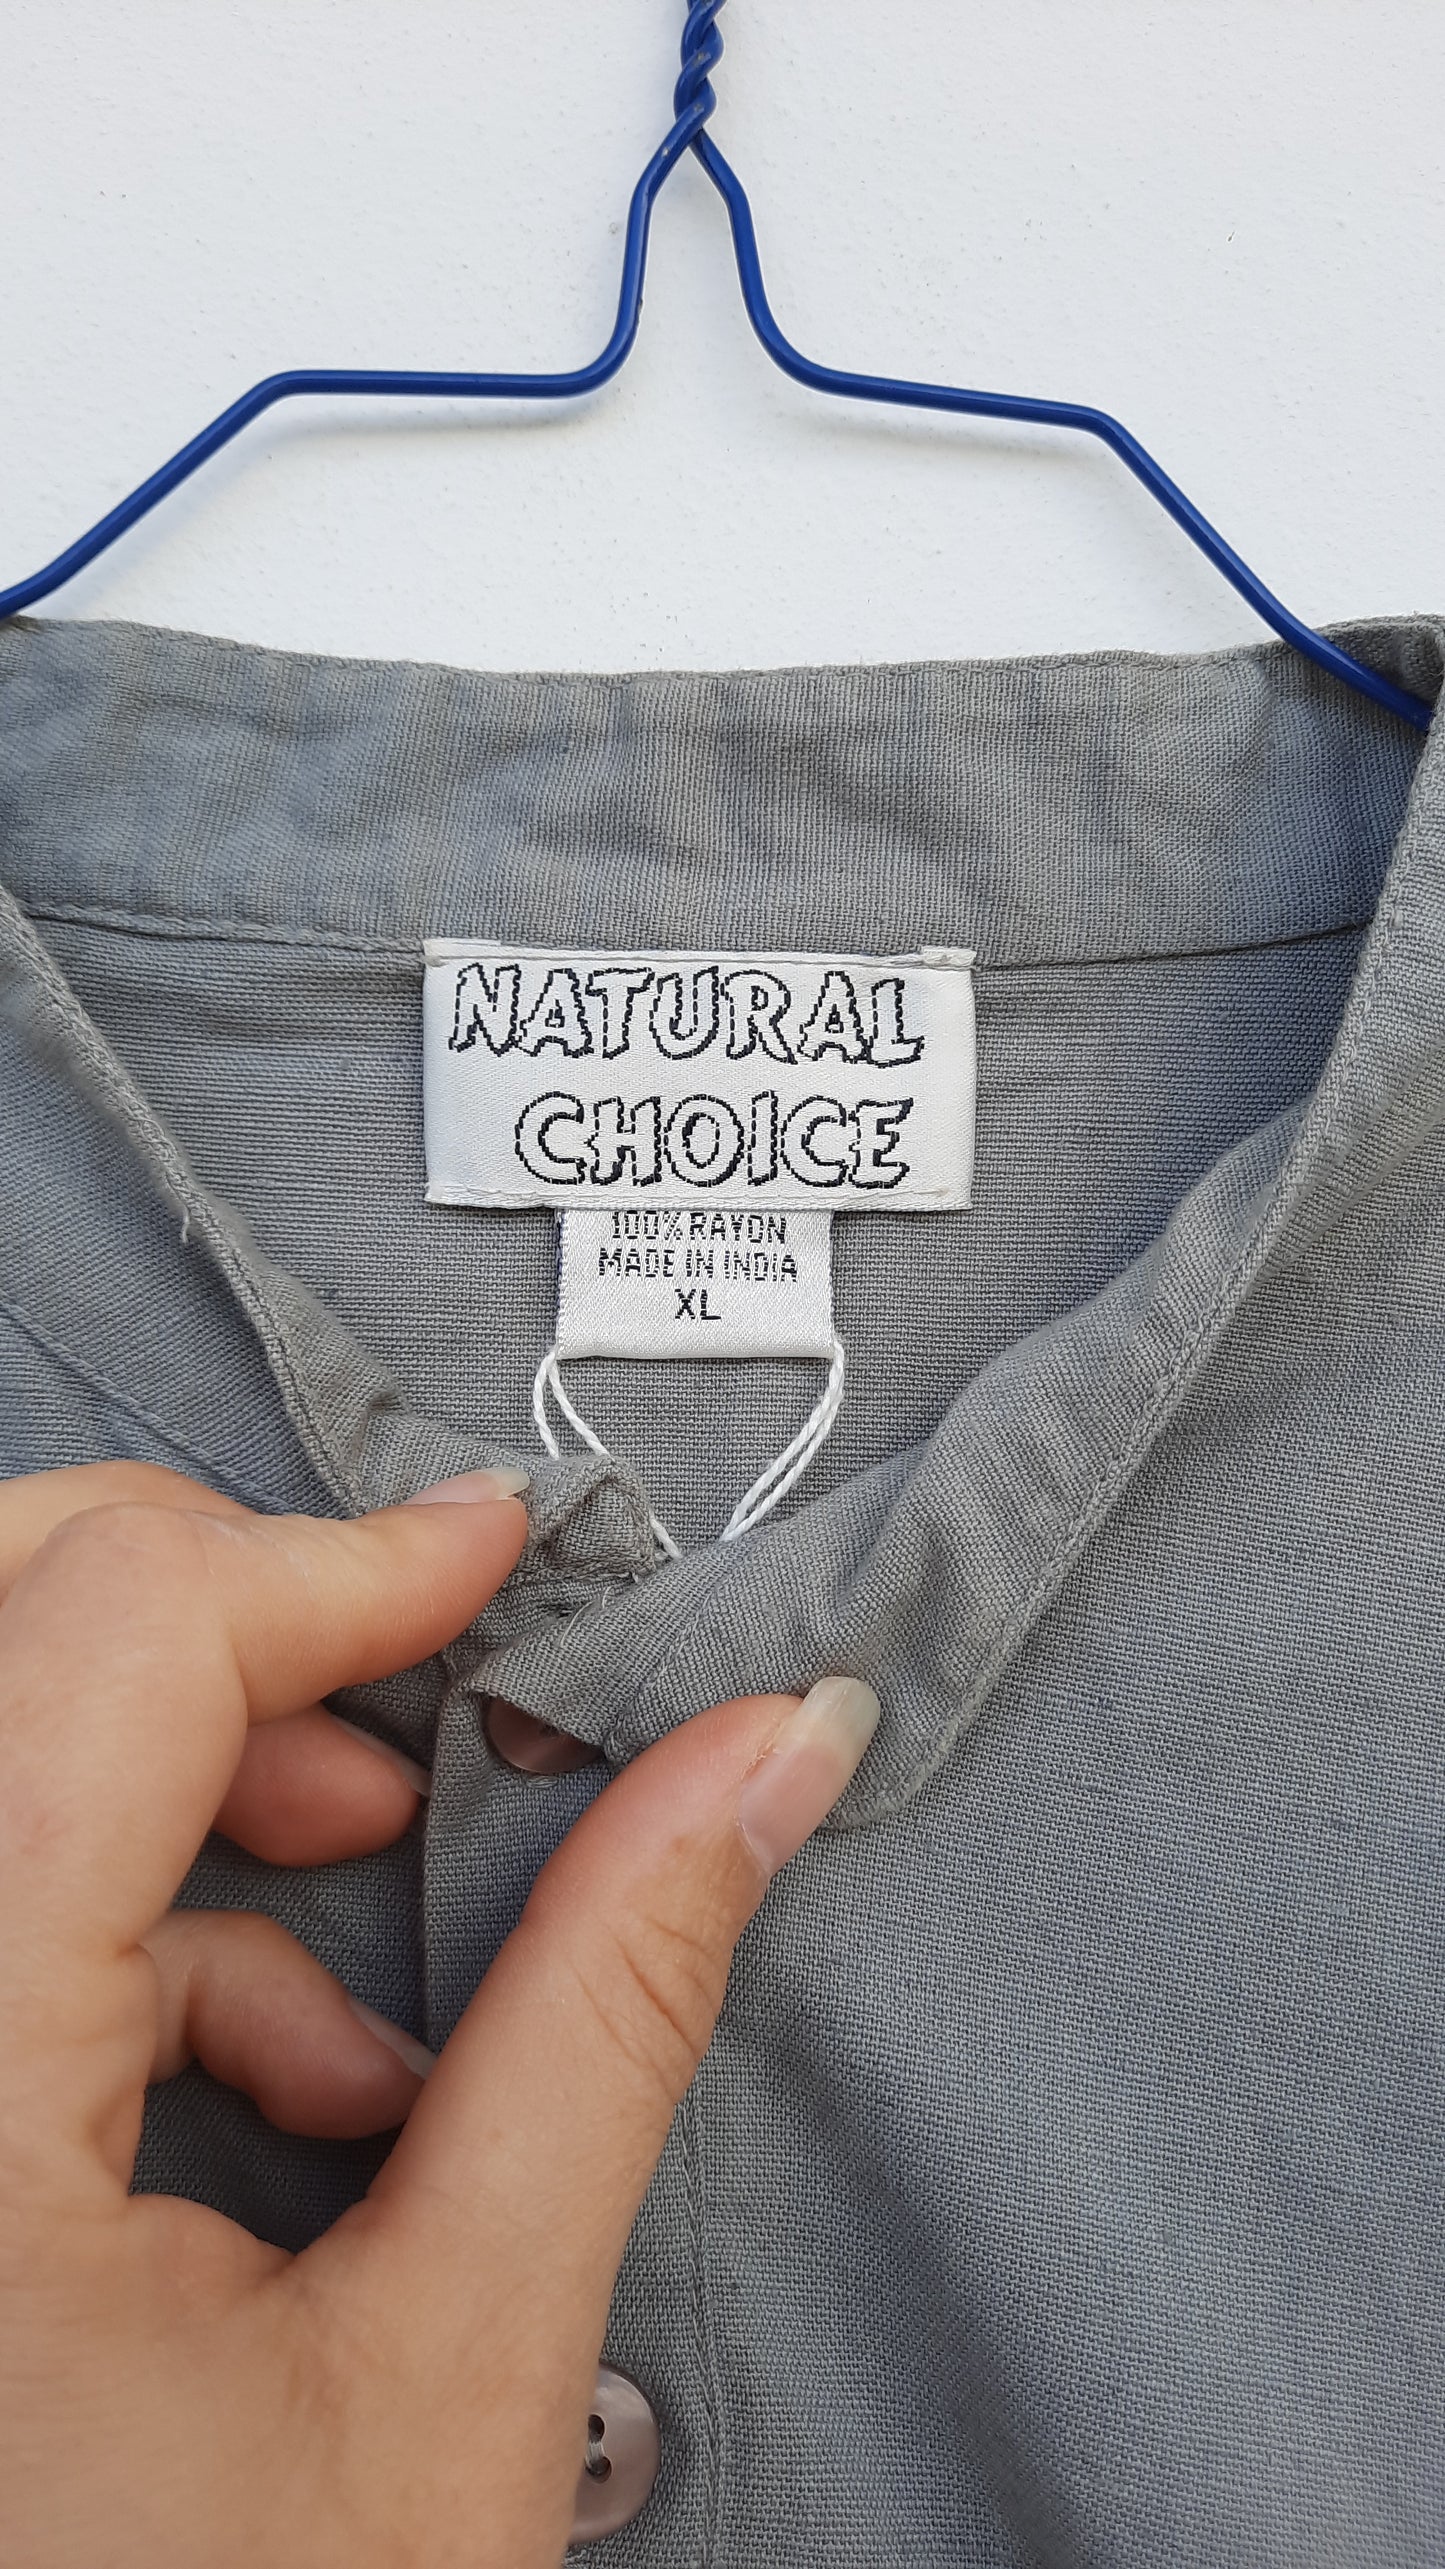 NATURAL
CHOICE
100% RAYON
MADE IN INDIA
XL